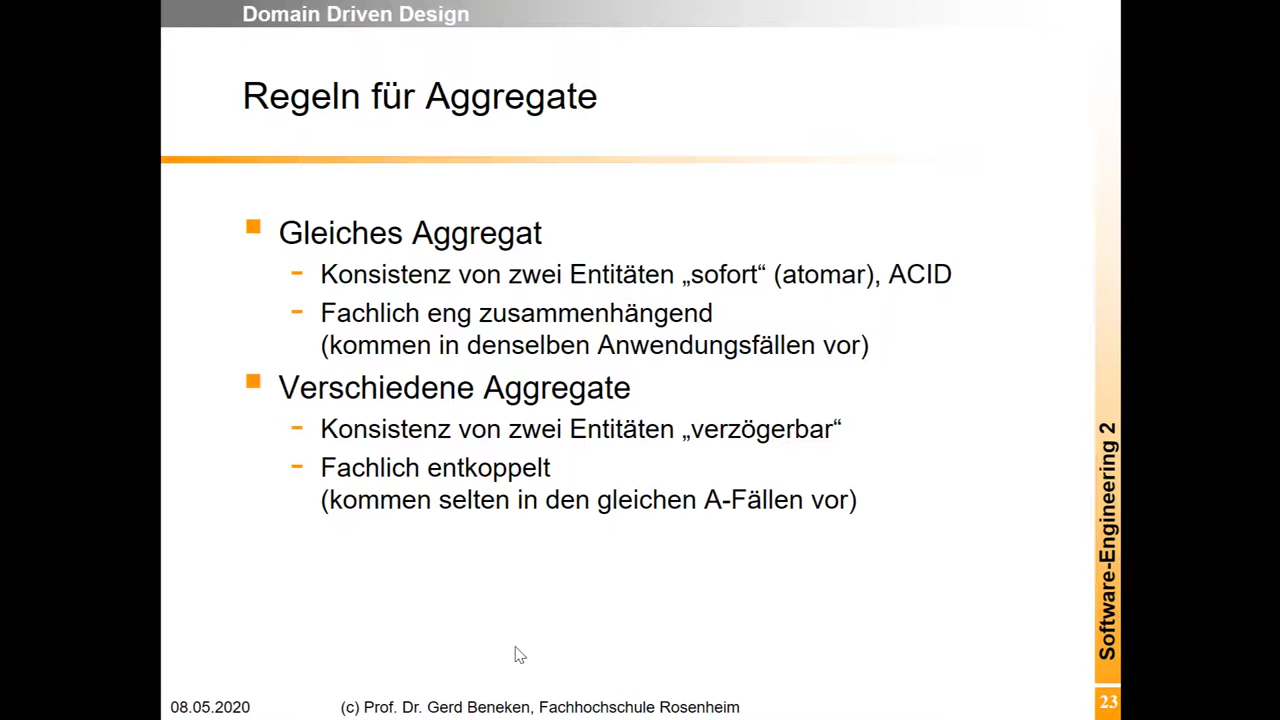 Domain Driven Design
Regeln für Aggregate
Gleiches Aggregat
- Konsistenz von zwei Entitäten „sofort“ (atomar), ACID
- Fachlich eng zusammenhängend
(kommen in denselben Anwendungsfällen vor)
Verschiedene Aggregate
- Konsistenz von zwei Entitäten „verzögerbar“
- Fachlich entkoppelt
(kommen selten in den gleichen A-Fällen vor)
Software-Engineering 2
08.05.2020
(c) Prof. Dr. Gerd Beneken, Fachhochschule Rosenheim
23